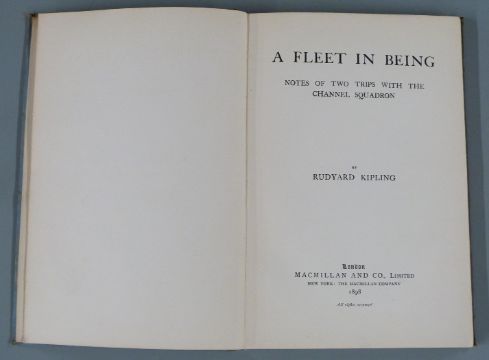 A FLEET IN BEING
NOTES OF TWO TRIPS WITH THE
CHANNEL SQUADRON
BY
RUDYARD KIPLING
London
MACMILLAN AND CO., LIMITED
NEW YORK: THE MACMILLAN COMPANY
1898
All rights reserved